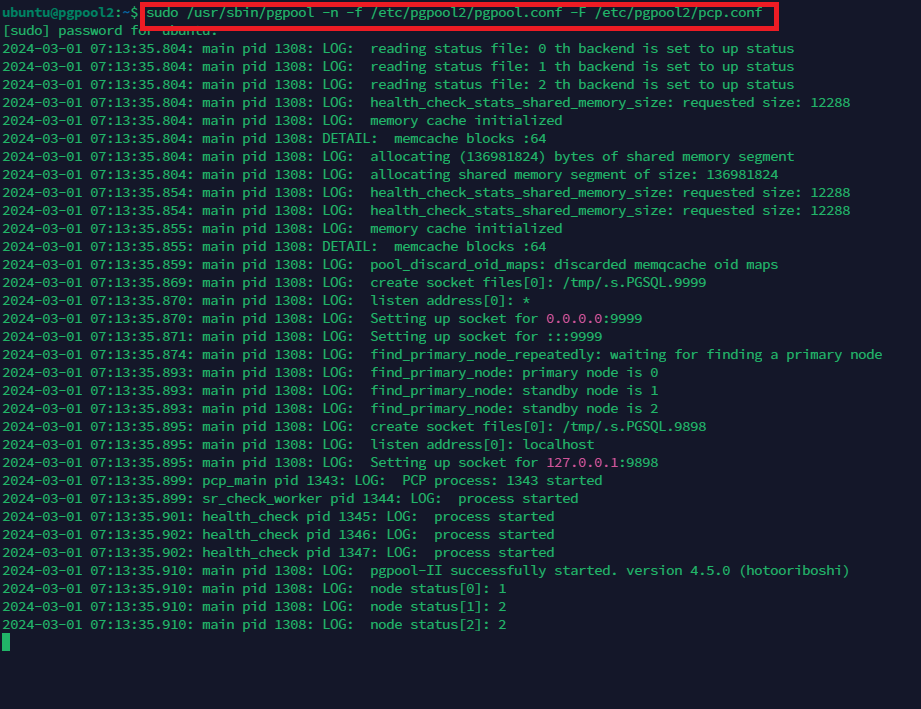 ubuntu@pgpool2:~$ sudo /usr/sbin/pgpool -n -f /etc/pgpool2/pgpool.conf -F /etc/pgpool2/pcp.conf
[sudo] password for ubuntu:
2024-03-01 07:13:35.804: main pid 1308: LOG:  reading status file: 0 th backend is set to up status
2024-03-01 07:13:35.804: main pid 1308: LOG:  reading status file: 1 th backend is set to up status
2024-03-01 07:13:35.804: main pid 1308: LOG:  reading status file: 2 th backend is set to up status
2024-03-01 07:13:35.804: main pid 1308: LOG:  health_check_stats_shared_memory_size: requested size: 12288
2024-03-01 07:13:35.804: main pid 1308: LOG:  memory cache initialized
2024-03-01 07:13:35.804: main pid 1308: DETAIL:  memcache blocks :64
2024-03-01 07:13:35.804: main pid 1308: LOG:  allocating (136981824) bytes of shared memory segment
2024-03-01 07:13:35.804: main pid 1308: LOG:  allocating shared memory segment of size: 136981824
2024-03-01 07:13:35.854: main pid 1308: LOG:  health_check_stats_shared_memory_size: requested size: 12288
2024-03-01 07:13:35.854: main pid 1308: LOG:  health_check_stats_shared_memory_size: requested size: 12288
2024-03-01 07:13:35.855: main pid 1308: LOG:  memory cache initialized
2024-03-01 07:13:35.855: main pid 1308: DETAIL:  memcache blocks :64
2024-03-01 07:13:35.859: main pid 1308: LOG:  pool_discard_oid_maps: discarded memqcache oid maps
2024-03-01 07:13:35.869: main pid 1308: LOG:  create socket files[0]: /tmp/.s.PGSQL.9999
2024-03-01 07:13:35.870: main pid 1308: LOG:  listen address[0]: *
2024-03-01 07:13:35.870: main pid 1308: LOG:  Setting up socket for 0.0.0.0:9999
2024-03-01 07:13:35.871: main pid 1308: LOG:  Setting up socket for :::9999
2024-03-01 07:13:35.874: main pid 1308: LOG:  find_primary_node_repeatedly: waiting for finding a primary node
2024-03-01 07:13:35.893: main pid 1308: LOG:  find_primary_node: primary node is 0
2024-03-01 07:13:35.893: main pid 1308: LOG:  find_primary_node: standby node is 1
2024-03-01 07:13:35.893: main pid 1308: LOG:  find_primary_node: standby node is 2
2024-03-01 07:13:35.895: main pid 1308: LOG:  create socket files[0]: /tmp/.s.PGSQL.9898
2024-03-01 07:13:35.895: main pid 1308: LOG:  listen address[0]: localhost
2024-03-01 07:13:35.895: main pid 1308: LOG:  Setting up socket for 127.0.0.1:9898
2024-03-01 07:13:35.899: pcp_main pid 1343: LOG:  PCP process: 1343 started
2024-03-01 07:13:35.899: sr_check_worker pid 1344: LOG:  process started
2024-03-01 07:13:35.901: health_check pid 1345: LOG:  process started
2024-03-01 07:13:35.902: health_check pid 1346: LOG:  process started
2024-03-01 07:13:35.902: health_check pid 1347: LOG:  process started
2024-03-01 07:13:35.910: main pid 1308: LOG:  pgpool-II successfully started. version 4.5.0 (hotooriboshi)
2024-03-01 07:13:35.910: main pid 1308: LOG:  node status[0]: 1
2024-03-01 07:13:35.910: main pid 1308: LOG:  node status[1]: 2
2024-03-01 07:13:35.910: main pid 1308: LOG:  node status[2]: 2